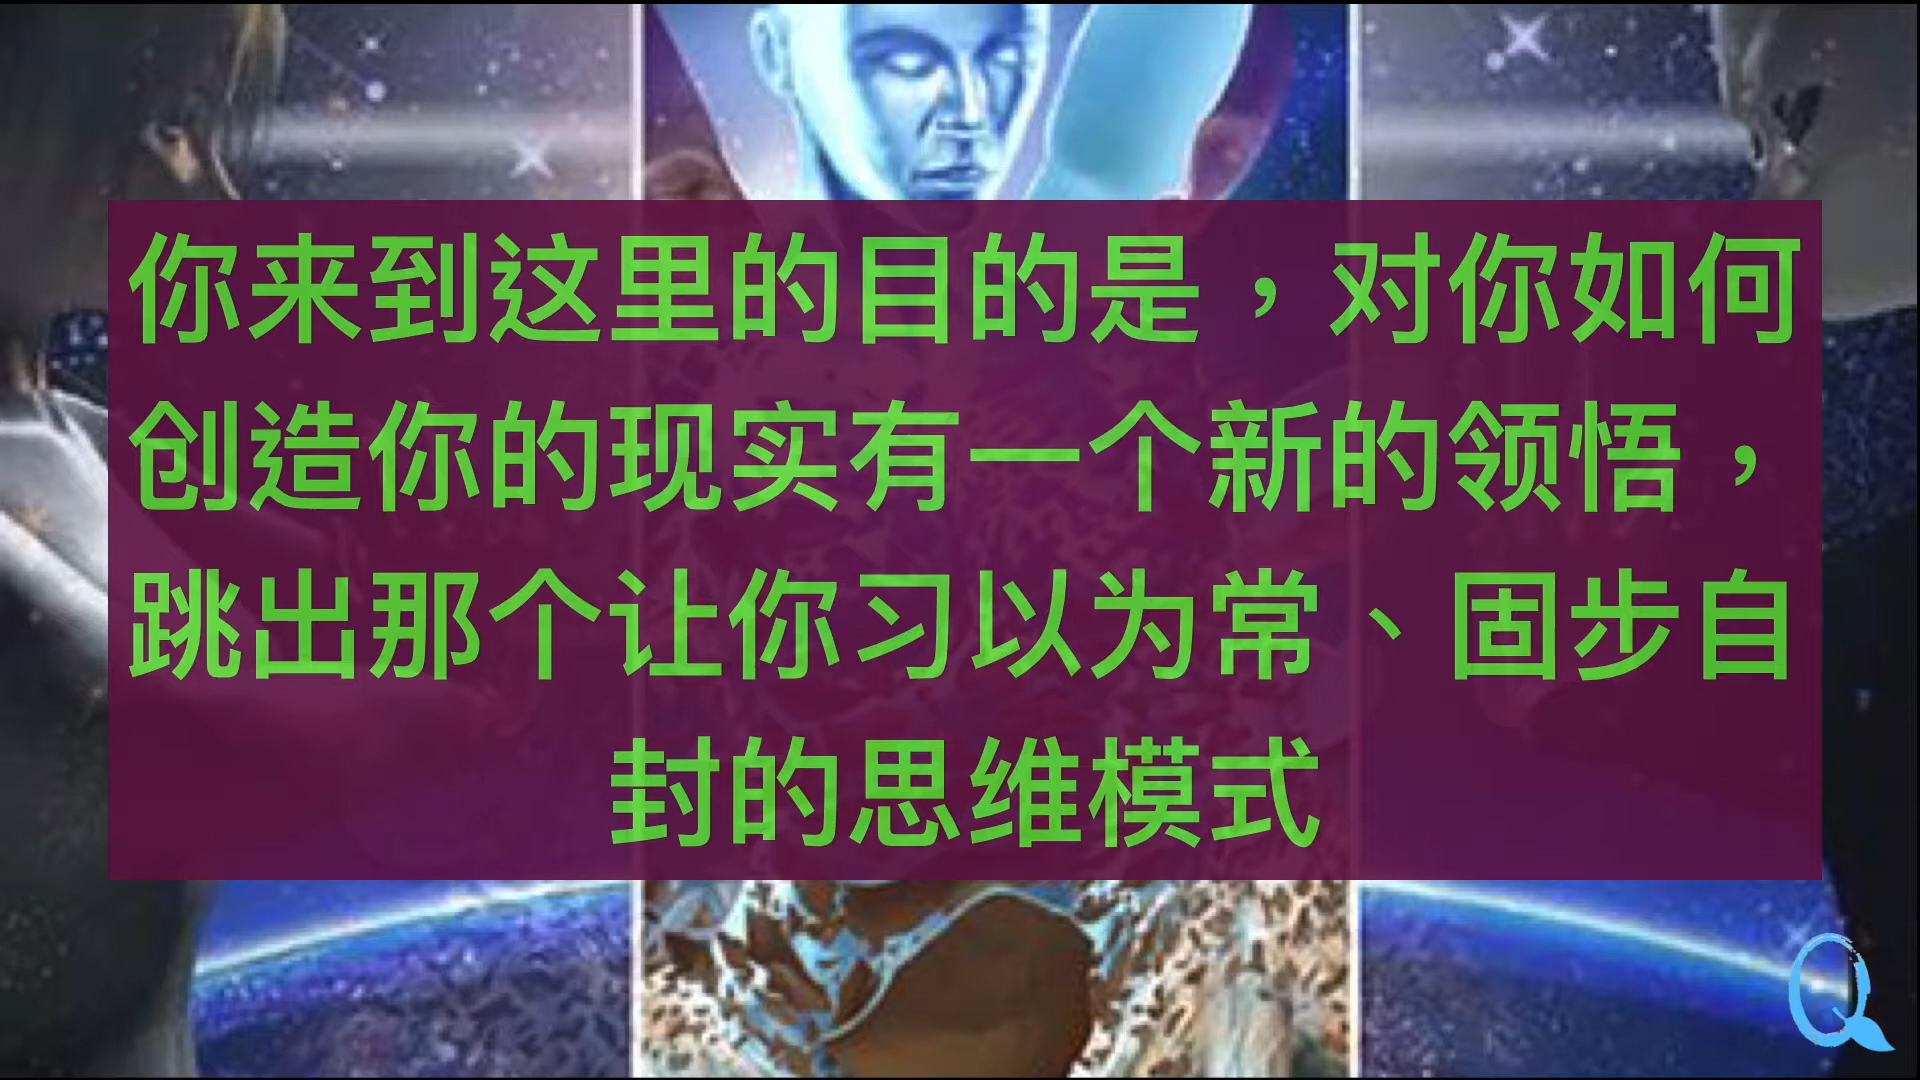 你来到这里的目的是，对你如何
创造你的现实有一个新的领悟，
跳出那个让你习以为常、固步自
封的思维模式
Q